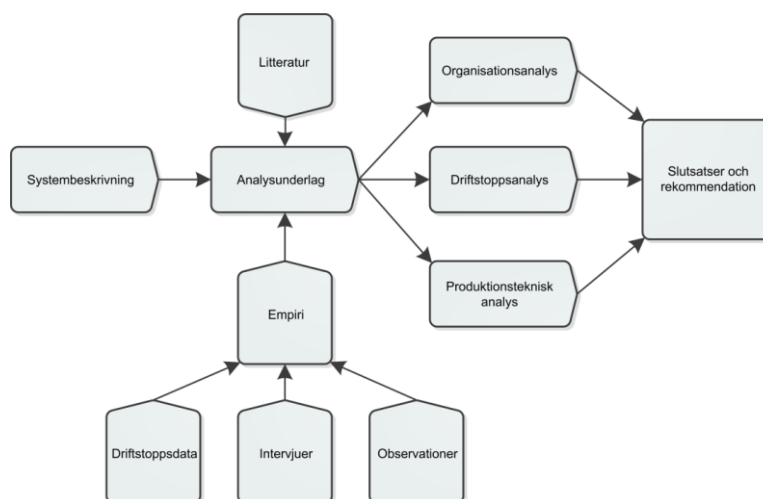 Litteratur
Organisationsanalys
Systembeskrivning
Analysunderlag
Driftstoppsanalys
Slutsatser och
rekommendation
Produktionsteknisk
analys
Empiri
Driftstoppsdata
Intervjuer
Observationer